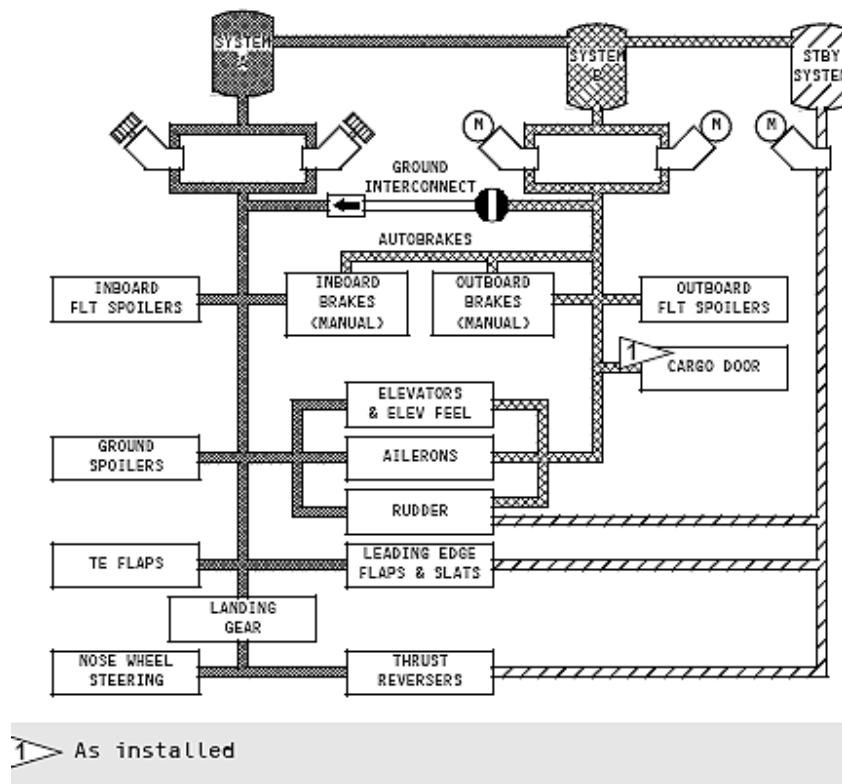 SYSTEM
A
SYSTEM
B
STBY
SYSTEM
M
M
M
GROUND
INTERCONNECT
AUTOBRAKES
INBOARD
FLT SPOILERS
INBOARD
BRAKES
(MANUAL)
OUTBOARD
BRAKES
(MANUAL)
OUTBOARD
FLT SPOILERS
1
CARGO DOOR
ELEVATORS
& ELEV FEEL
GROUND
SPOILERS
AILERONS
RUDDER
TE FLAPS
LEADING EDGE
FLAPS & SLATS
LANDING
GEAR
NOSE WHEEL
STEERING
THRUST
REVERSERS
1 As installed